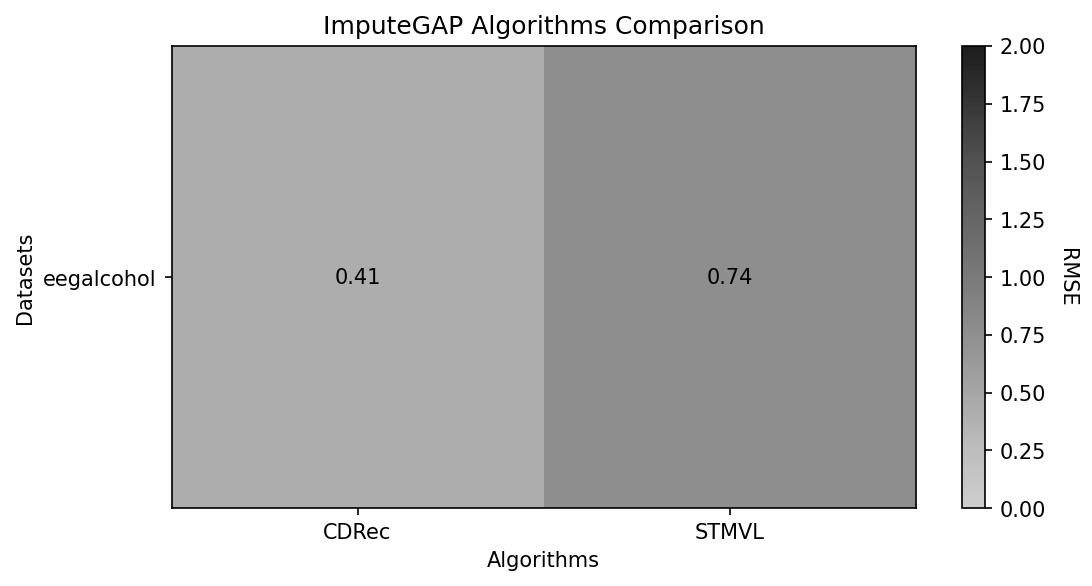 ImputeGAP Algorithms Comparison
Datasets
eegalcohol
0.41
0.74
CDRec
STMVL
Algorithms
2.00
1.75
1.50
1.25
1.00
0.75
0.50
0.25
0.00
RMSE